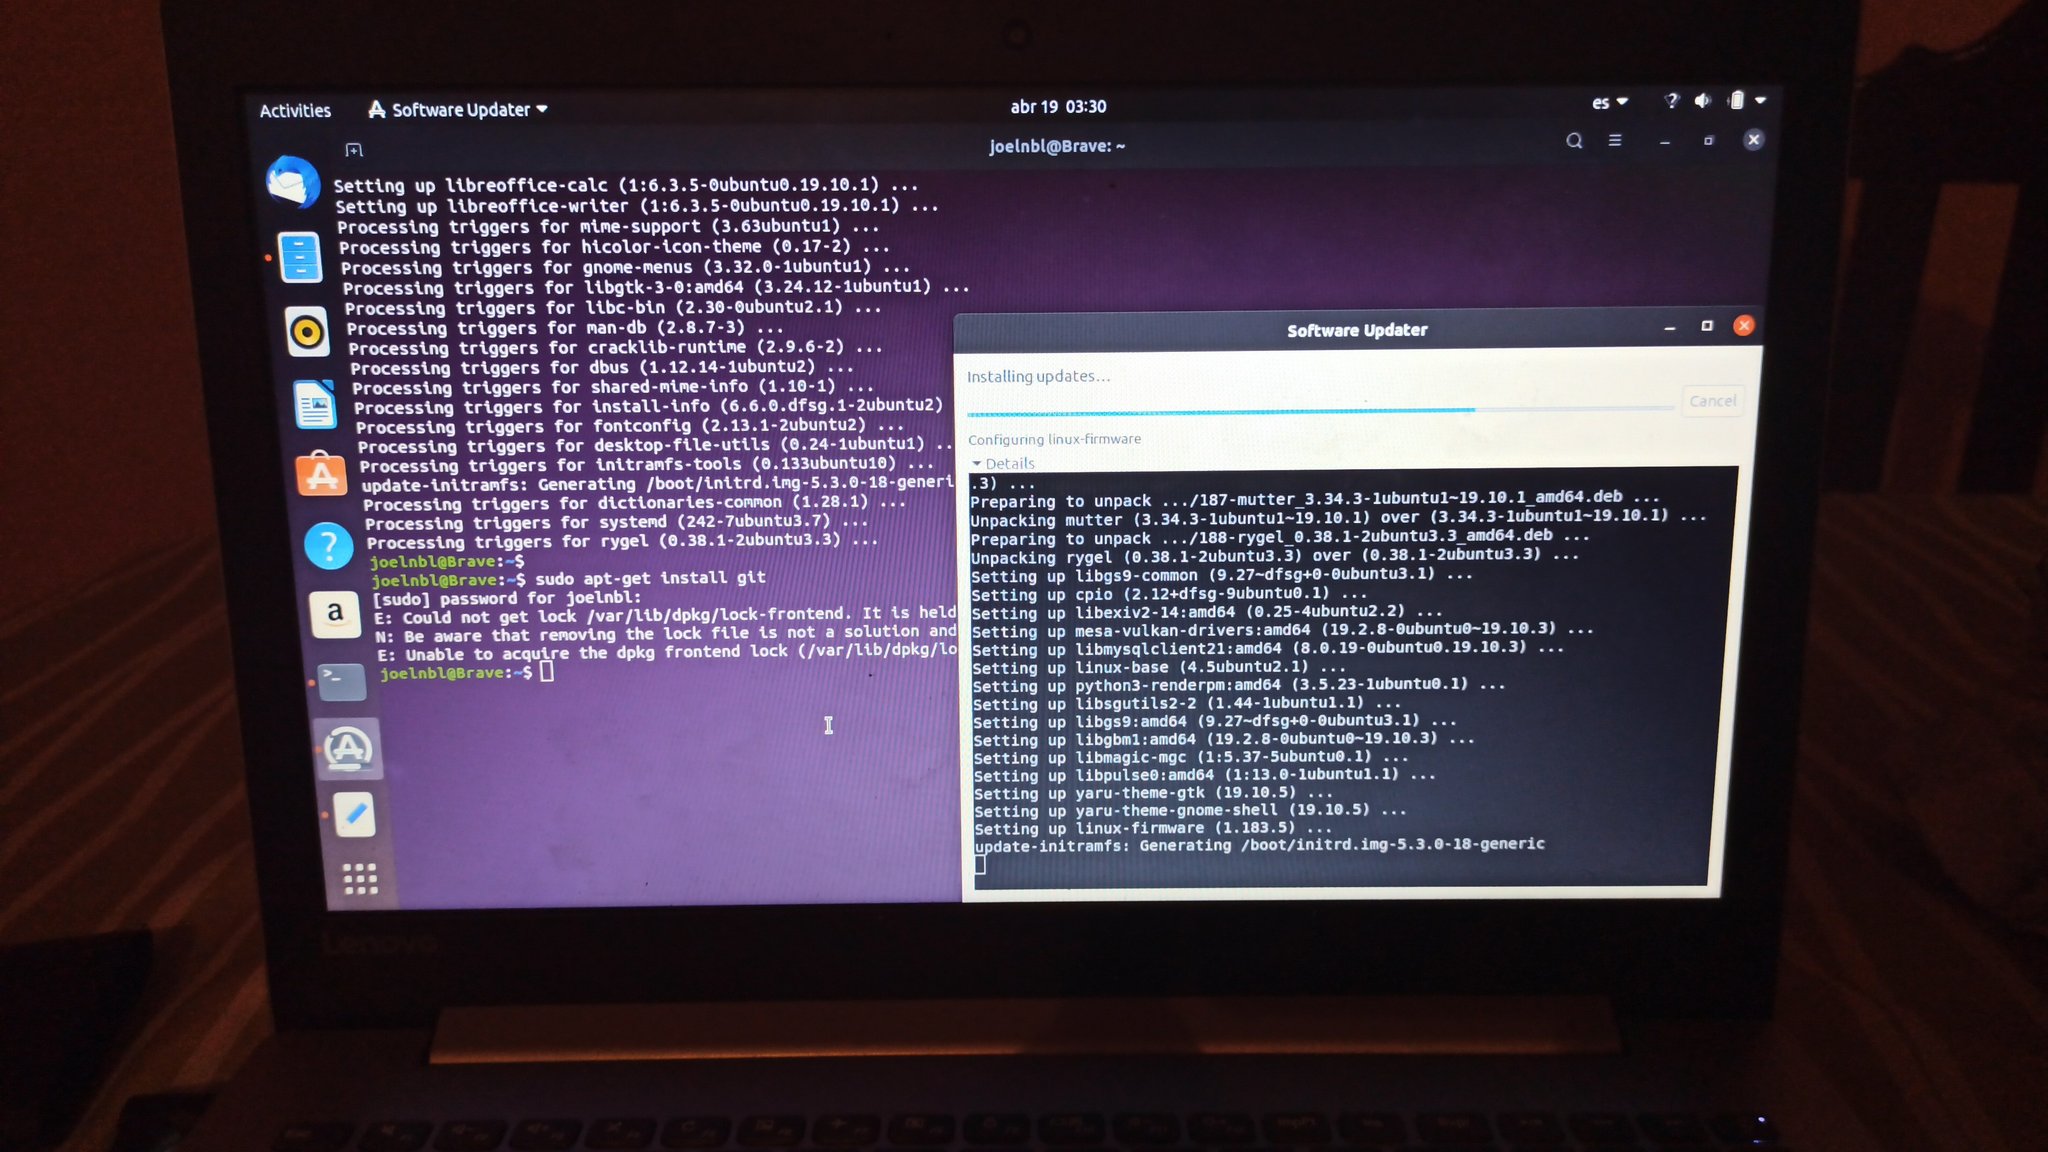 Activities
Software Updater
abr 19 03:30
es
joelnbl@Brave: ~
Setting up libreoffice-calc (1:6.3.5-0ubuntu0.19.10.1) ...
Setting up libreoffice-writer (1:6.3.5-0ubuntu0.19.10.1) ...
Processing triggers for mime-support (3.63ubuntu1) ...
Processing triggers for hicolor-icon-theme (0.17-2) ...
Processing triggers for gnome-menus (3.32.0-1ubuntu1) ...
Processing triggers for libgtk-3-0:amd64 (3.24.12-1ubuntu1) ...
Processing triggers for libc-bin (2.30-0ubuntu2.1) ...
Processing triggers for man-db (2.8.7-3) ...
Processing triggers for cracklib-runtime (2.9.6-2) ...
Processing triggers for dbus (1.12.14-1ubuntu2) ...
Processing triggers for shared-mime-info (1.10-1) ...
Processing triggers for install-info (6.6.0.dfsg.1-2ubuntu2)
Processing triggers for fontconfig (2.13.1-2ubuntu2) ...
Processing triggers for desktop-file-utils (0.24-1ubuntu1) ..
Processing triggers for initramfs-tools (0.133ubuntu10) ...
update-initramfs: Generating /boot/initrd.img-5.3.0-18-generi
Processing triggers for dictionaries-common (1.28.1) ...
Processing triggers for systemd (242-7ubuntu3.7) ...
Processing triggers for rygel (0.38.1-2ubuntu3.3) ...
joelnbl@Brave:~$
joelnbl@Brave:~$ sudo apt-get install git
[sudo] password for joelnbl:
E: Could not get lock /var/lib/dpkg/lock-frontend. It is held
N: Be aware that removing the lock file is not a solution and
E: Unable to acquire the dpkg frontend lock (/var/lib/dpkg/lo
joelnbl@Brave:~$
Software Updater
Installing updates...
Cancel
Configuring linux-firmware
Details
.3) ...
Preparing to unpack .../187-mutter_3.34.3-1ubuntu1~19.10.1_amd64.deb ...
Unpacking mutter (3.34.3-1ubuntu1~19.10.1) over (3.34.3-1ubuntu1~19.10.1) ...
Preparing to unpack .../188-rygel_0.38.1-2ubuntu3.3_amd64.deb ...
Unpacking rygel (0.38.1-2ubuntu3.3) over (0.38.1-2ubuntu3.3) ...
Setting up libgs9-common (9.27~dfsg+0-0ubuntu3.1) ...
Setting up cpio (2.12+dfsg-9ubuntu0.1) ...
Setting up libexiv2-14:amd64 (0.25-4ubuntu2.2) ...
Setting up mesa-vulkan-drivers:amd64 (19.2.8-0ubuntu0~19.10.3) ...
Setting up libmysqlclient21:amd64 (8.0.19-0ubuntu0.19.10.3) ...
Setting up linux-base (4.5ubuntu2.1) ...
Setting up python3-renderpm:amd64 (3.5.23-1ubuntu0.1) ...
Setting up libsgutils2-2 (1.44-1ubuntu1.1) ...
Setting up libgs9:amd64 (9.27~dfsg+0-0ubuntu3.1) ...
Setting up libgbm1:amd64 (19.2.8-0ubuntu0~19.10.3) ...
Setting up libmagic-mgc (1:5.37-5ubuntu0.1) ...
Setting up libpulse0:amd64 (1:13.0-1ubuntu1.1) ...
Setting up yaru-theme-gtk (19.10.5) ...
Setting up yaru-theme-gnome-shell (19.10.5) ...
Setting up linux-firmware (1.183.5) ...
update-initramfs: Generating /boot/initrd.img-5.3.0-18-generic
Lenovo